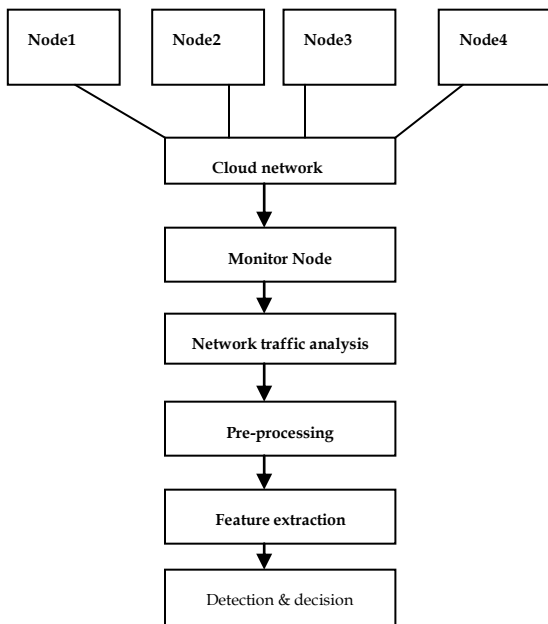 Node1 Node2 Node3 Node4
Cloud network
Monitor Node
Network traffic analysis
Pre-processing
Feature extraction
Detection & decision